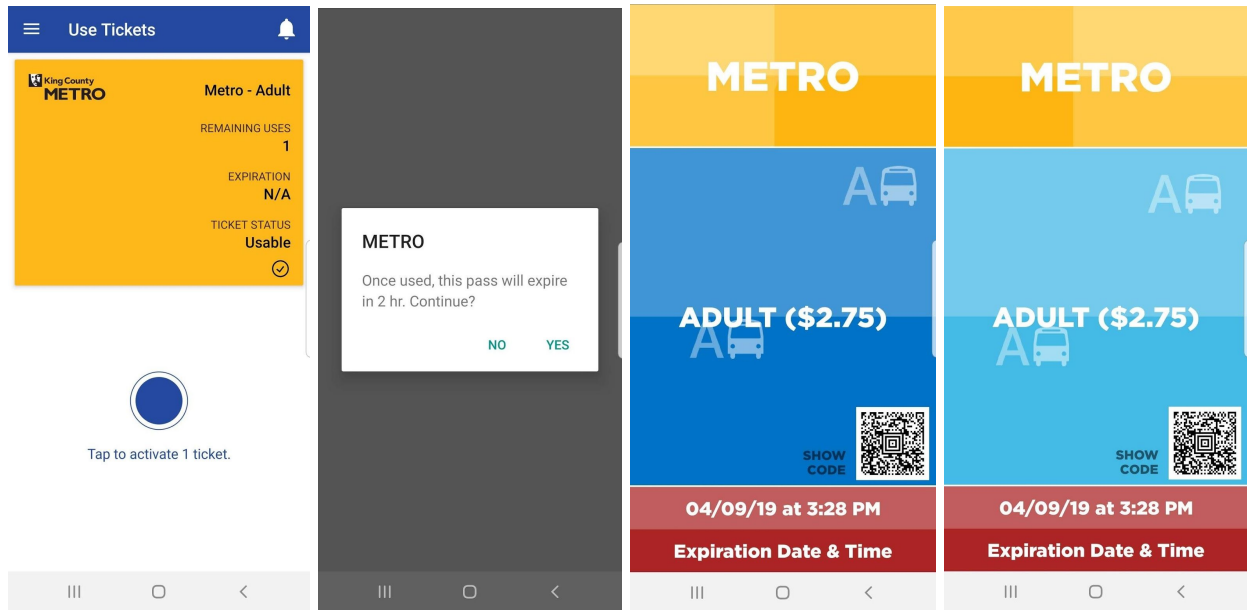 Use Tickets
King County
METRO
Metro - Adult
REMAINING USES
1
EXPIRATION
N/A
TICKET STATUS
Usable
Tap to activate 1 ticket.
METRO
Once used, this pass will expire
in 2 hr. Continue?
NO YES
METRO
A
ADULT ($2.75)
A
SHOW
CODE
04/09/19 at 3:28 PM
Expiration Date & Time
METRO
A
ADULT ($2.75)
A
SHOW
CODE
04/09/19 at 3:28 PM
Expiration Date & Time